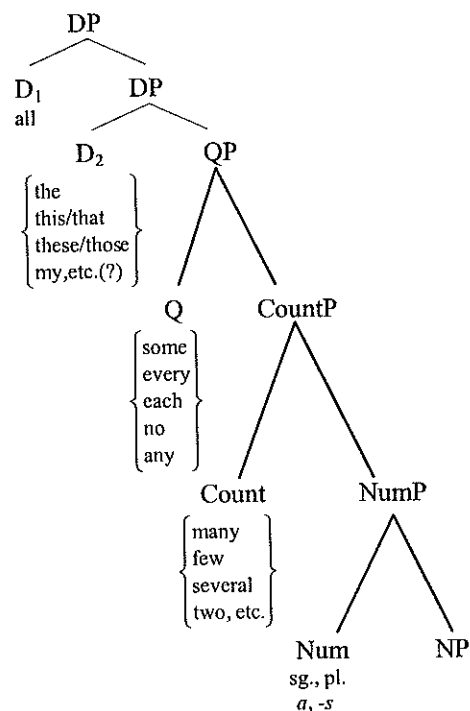 DP
D₁ DP
all
D₂ QP
the
this/that
these/those
my,etc.(?)
Q CountP
some
every
each
no
any
Count NumP
many
few
several
two, etc.
Num NP
sg., pl.
a, -s